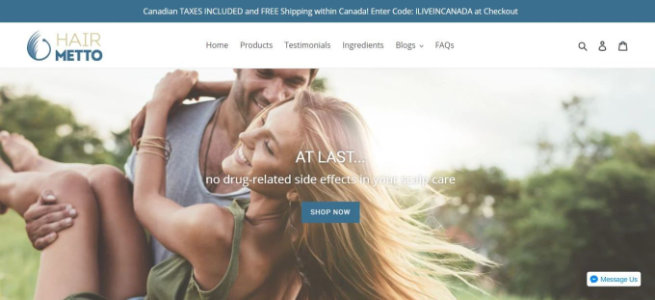 Canadian TAXES INCLUDED and FREE Shipping within Canada! Enter Code: ILIVEINCANADA at Checkout
HAIR
METTO
Home Products Testimonials Ingredients Blogs FAQs
AT LAST...
no drug-related side effects in your scalp care
SHOP NOW
Message Us